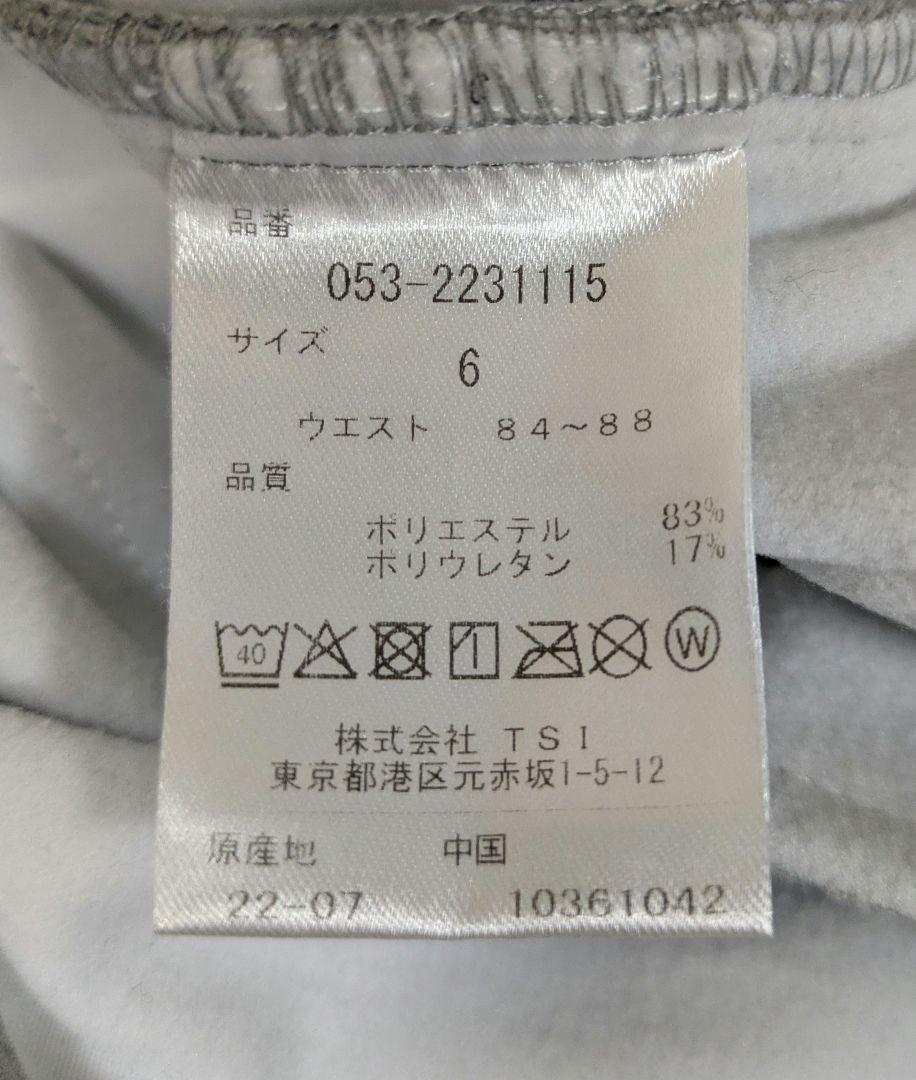 品番
053-2231115
サイズ
6
ウエスト 84~88
品質
ポリエステル 83%
ポリウレタン 17%
40 W
株式会社 TSI
東京都港区元赤坂1-5-12
原産地 中国
22-07 10361042